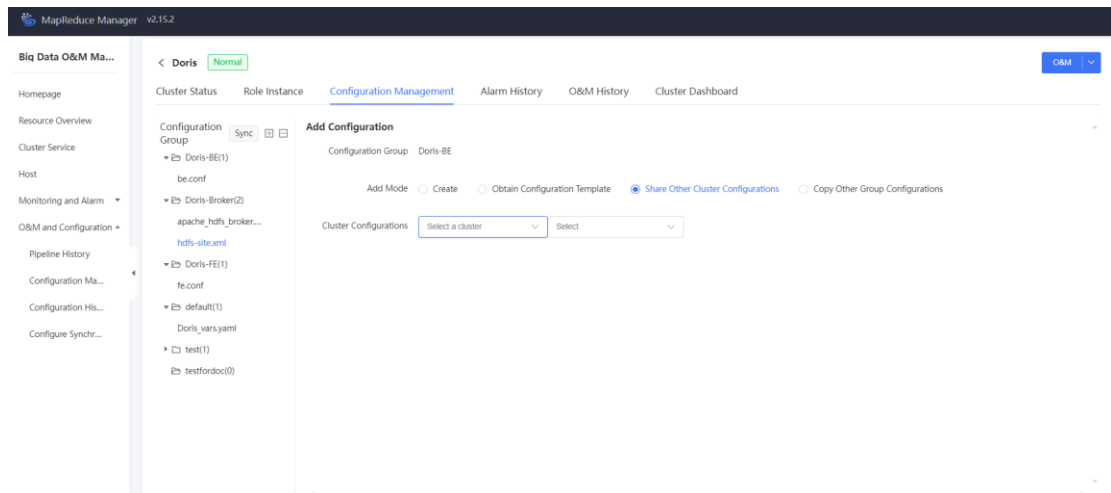 MapReduce Manager v2.15.2
Big Data O&M Ma...
Homepage
Resource Overview
Cluster Service
Host
Monitoring and Alarm
O&M and Configuration
Pipeline History
Configuration Ma...
Configuration His...
Configure Synchr...
Doris Normal
O&M
Cluster Status Role Instance Configuration Management Alarm History O&M History Cluster Dashboard
Configuration Group Sync
Doris-BE(1)
be.conf
Doris-Broker(2)
apache_hdfs_broker....
hdfs-site.xml
Doris-FE(1)
fe.conf
default(1)
Doris_vars.yaml
test(1)
testfordoc(0)
Add Configuration
Configuration Group Doris-BE
Add Mode Create Obtain Configuration Template Share Other Cluster Configurations Copy Other Group Configurations
Cluster Configurations Select a cluster Select